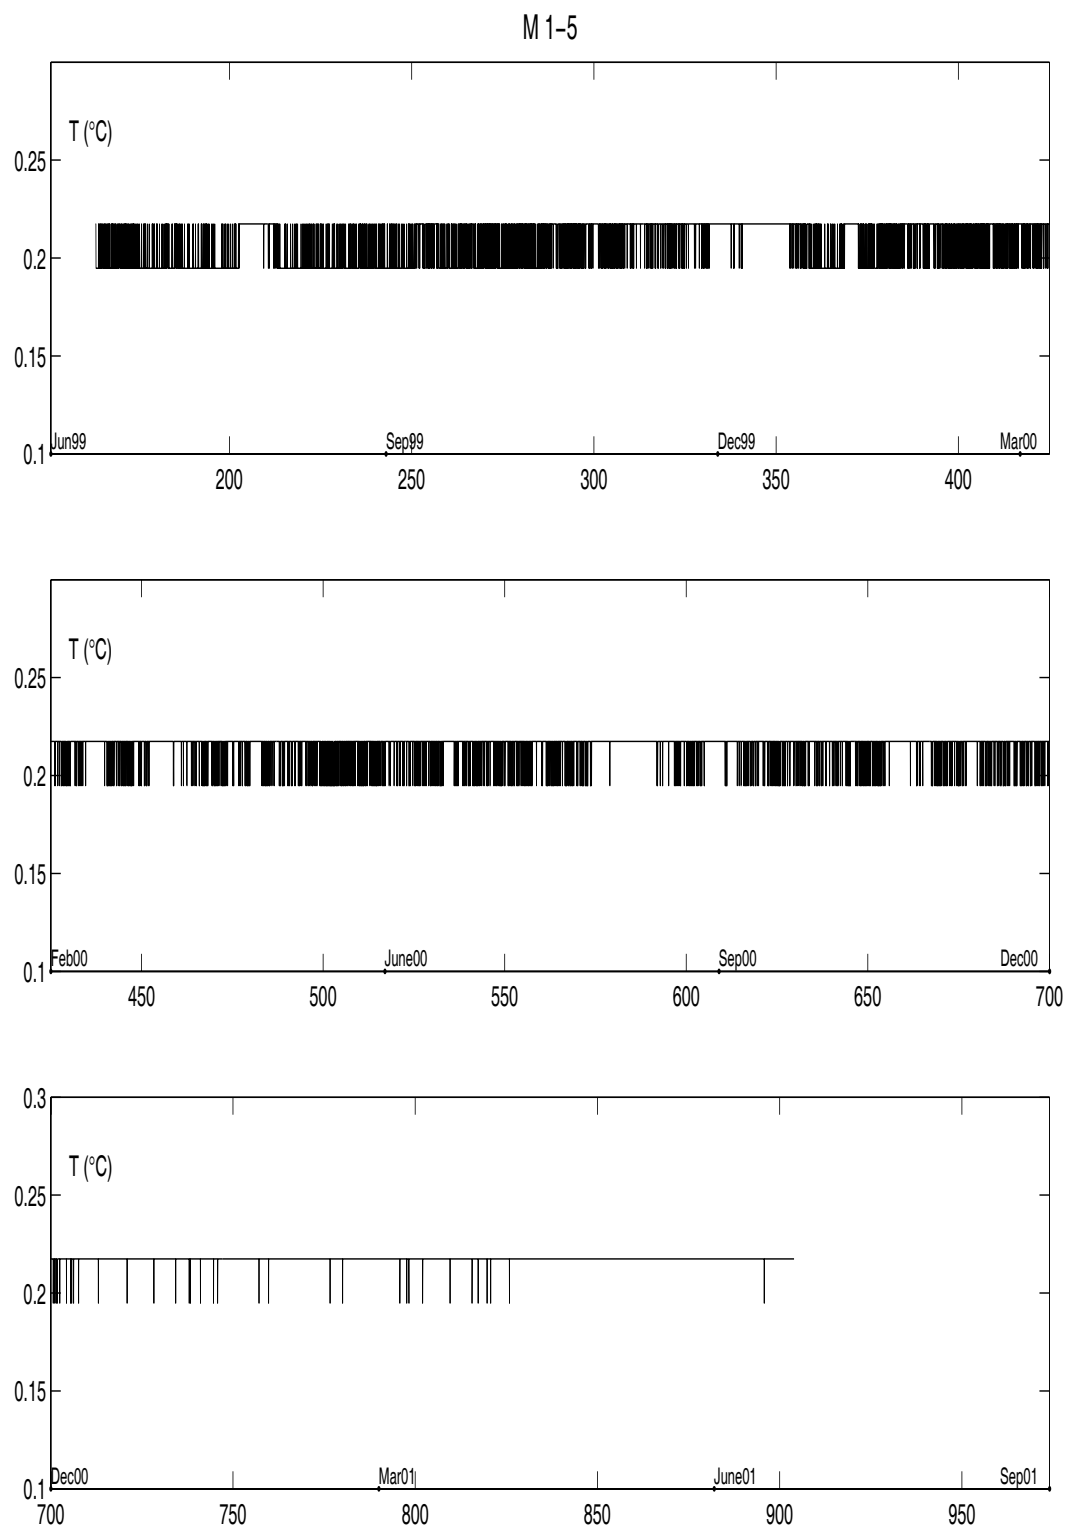 M 1–5
T (°C)
0.25
0.2
0.15
0.1
Jun99 Sep99 Dec99 Mar00
200 250 300 350 400
T (°C)
0.25
0.2
0.15
0.1
Feb00 June00 Sep00 Dec00
450 500 550 600 650 700
0.3
T (°C)
0.25
0.2
0.15
0.1
Dec00 Mar01 June01 Sep01
700 750 800 850 900 950